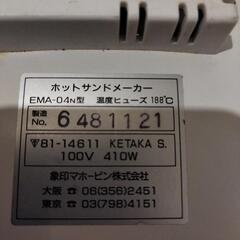 ホットサンドメーカー
EMA-04N型 温度ヒューズ 188℃
製造 No. 6481121
▽81-14611 KETAKA S.
100V 410W
象印マホービン株式会社
大阪 ☎ 06(356)2451
東京 ☎ 03(798)4151